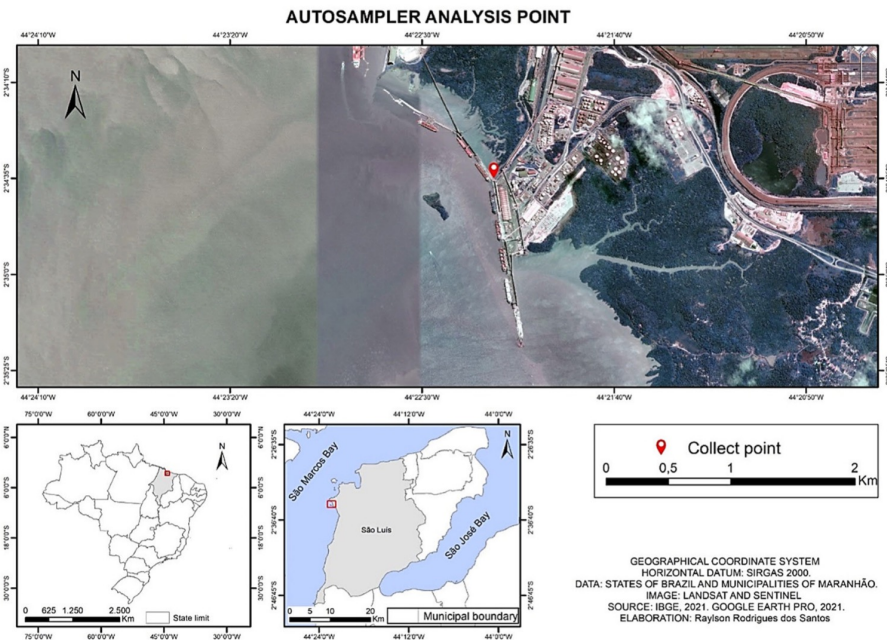 AUTOSAMPLER ANALYSIS POINT
44°24'10"W 44°23'20"W 44°22'30"W 44°21'40"W 44°20'50"W
N
2°34'10"S
2°34'35"S
2°35'0"S
2°35'25"S
44°24'10"W 44°23'20"W 44°22'30"W 44°21'40"W 44°20'50"W
75°0'0"W 60°0'0"W 45°0'0"W 30°0'0"W
6°0'0"N
6°0'0"S
18°0'0"S
30°0'0"S
N
0 625 1.250 2.500
Km
State limit
75°0'0"W 60°0'0"W 45°0'0"W 30°0'0"W
44°24'0"W 44°12'0"W 44°0'0"W
N
São Marcos Bay
São Luís
São José Bay
2°26'35"S
2°36'40"S
2°46'45"S
0 5 10 20
Km
Municipal boundary
44°24'0"W 44°12'0"W 44°0'0"W
Collect point
0 0,5 1 2
Km
GEOGRAPHICAL COORDINATE SYSTEM
HORIZONTAL DATUM: SIRGAS 2000.
DATA: STATES OF BRAZIL AND MUNICIPALITIES OF MARANHÃO.
IMAGE: LANDSAT AND SENTINEL
SOURCE: IBGE, 2021. GOOGLE EARTH PRO, 2021.
ELABORATION: Raylson Rodrigues dos Santos